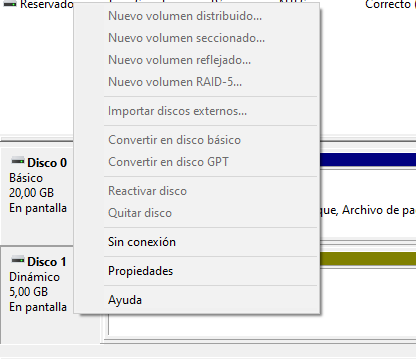 Reservado
Correcto (
Nuevo volumen distribuido...
Nuevo volumen seccionado...
Nuevo volumen reflejado...
Nuevo volumen RAID-5...
Importar discos externos...
Convertir en disco básico
Convertir en disco GPT
Reactivar disco
Quitar disco
Sin conexión
Propiedades
Ayuda
Disco 0
Básico
20,00 GB
En pantalla
que, Archivo de pa
Disco 1
Dinámico
5,00 GB
En pantalla